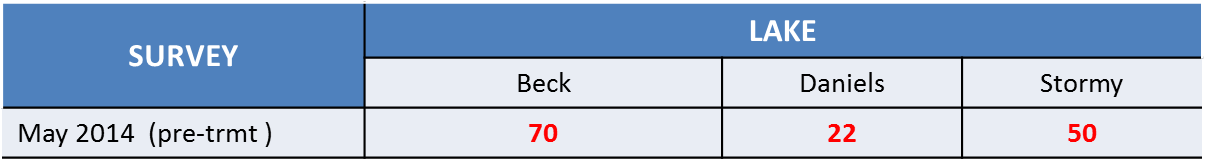 SURVEY LAKE
Beck Daniels Stormy
May 2014 (pre-trmt ) 70 22 50